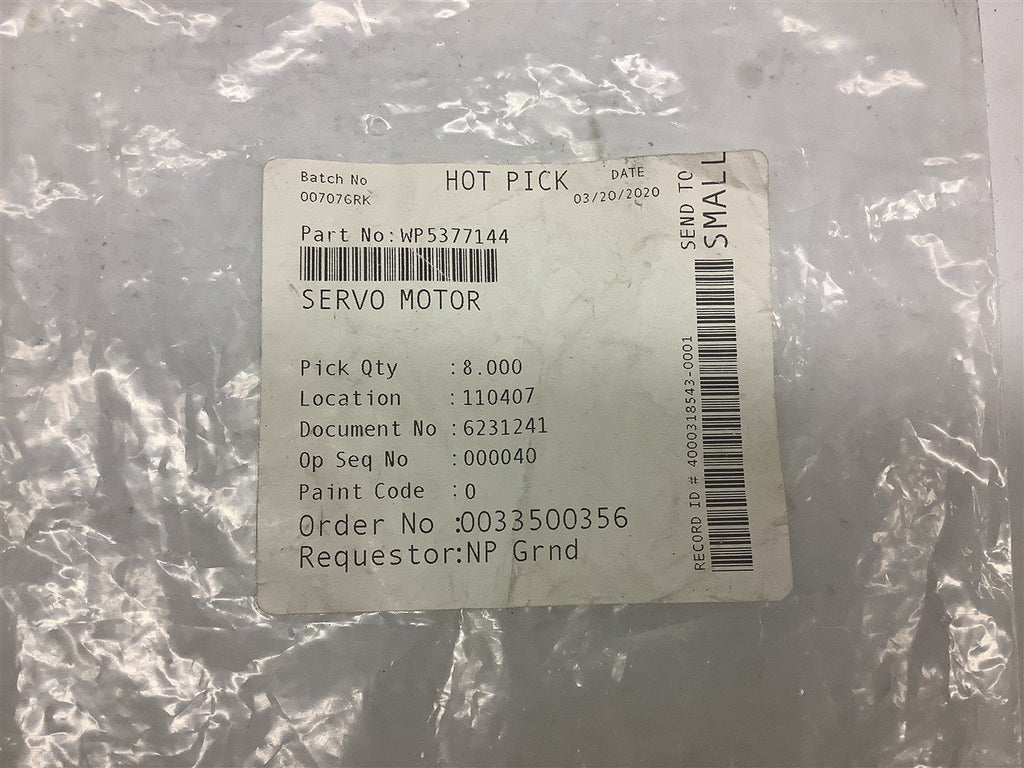 Batch No
007076RK
HOT PICK
DATE
03/20/2020
Part No:WP5377144
SERVO MOTOR
Pick Qty :8.000
Location :110407
Document No :6231241
Op Seq No :000040
Paint Code :0
Order No :0033500356
Requestor:NP Grnd
SEND TO
SMALL
RECORD ID # 4000318543-0001